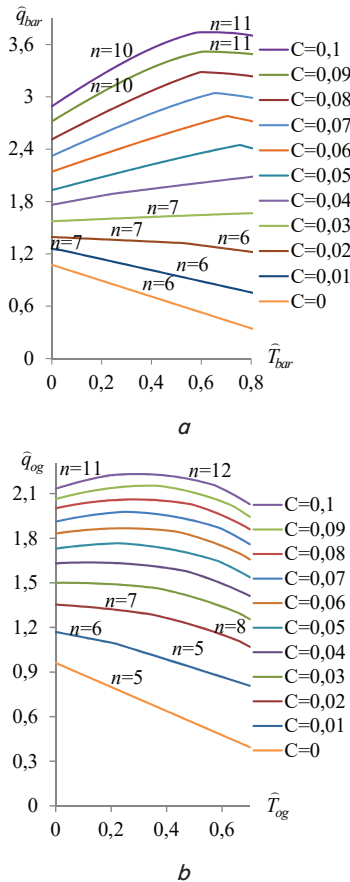 q̂bar
3,6
3
2,4
1,8
1,2
0,6
0
n=10
n=11
n=11
n=10
n=7
n=7
n=7
n=6
n=6
n=6
0 0,2 0,4 0,6 0,8
T̂bar
C=0,1
C=0,09
C=0,08
C=0,07
C=0,06
C=0,05
C=0,04
C=0,03
C=0,02
C=0,01
C=0
a
q̂og
2,1
1,8
1,5
1,2
0,9
0,6
0,3
0
n=11
n=12
n=7
n=8
n=6
n=5
n=5
0 0,2 0,4 0,6
T̂og
C=0,1
C=0,09
C=0,08
C=0,07
C=0,06
C=0,05
C=0,04
C=0,03
C=0,02
C=0,01
C=0
b